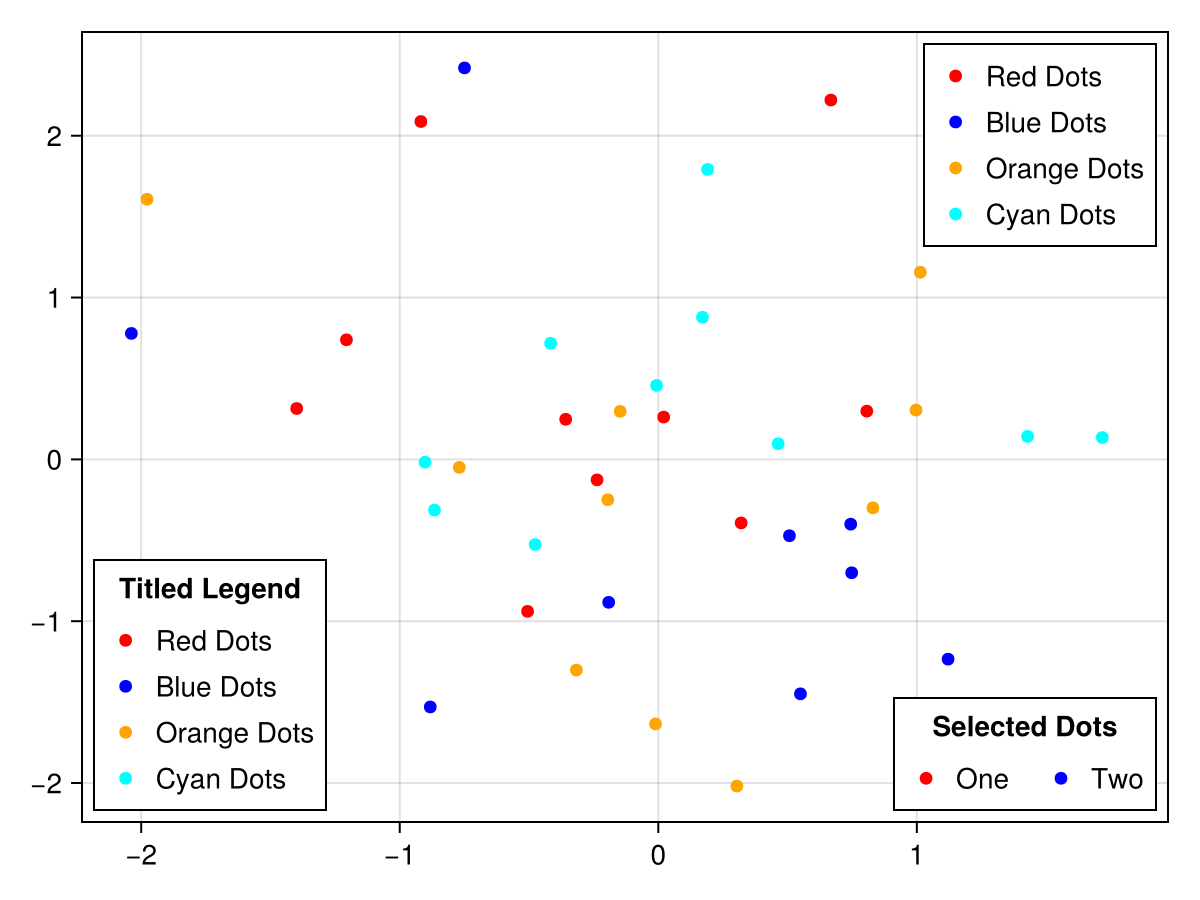 Red Dots
Blue Dots
Orange Dots
Cyan Dots
2
1
0
−1
−2
Titled Legend
Red Dots
Blue Dots
Orange Dots
Cyan Dots
Selected Dots
One Two
−2 −1 0 1